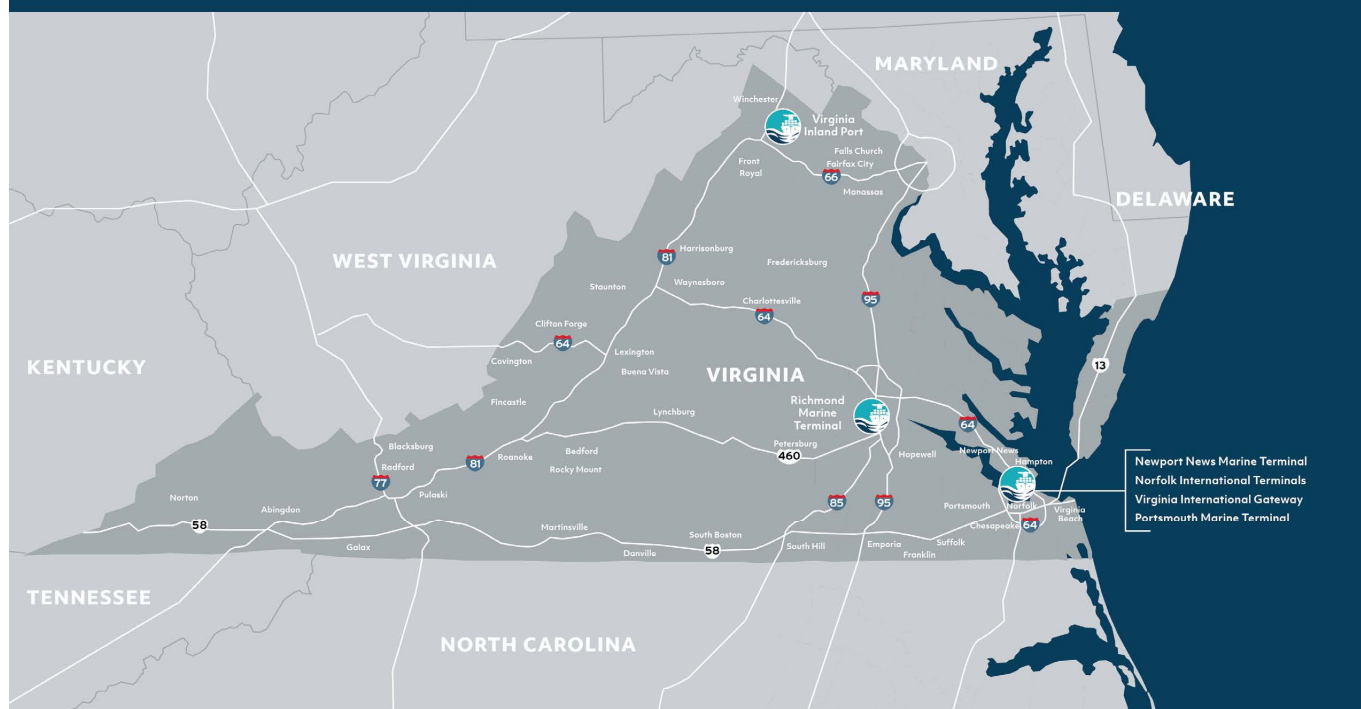 MARYLAND
Winchester
Virginia
Inland Port
Falls Church
Fairfax City
Front
Royal
66
Manassas
DELAWARE
WEST VIRGINIA
81
Harrisonburg
Fredericksburg
Staunton
Waynesboro
95
Charlottesville
64
Clifton Forge
64
Covington
Lexington
Buena Vista
KENTUCKY
VIRGINIA
13
Fincastle
Richmond
Marine
Terminal
Lynchburg
64
Blacksburg
Radford
81
Roanoke
Bedford
Rocky Mount
Petersburg
460
Hopewell
Newport News
Hampton
77
Pulaski
Newport News Marine Terminal
Norfolk International Terminals
Virginia International Gateway
Portsmouth Marine Terminal
Norton
58
Abingdon
85
95
Portsmouth
Norfolk
Virginia
Beach
Chesapeake
64
Martinsville
South Boston
58
Danville
Galax
South Hill
Emporia
Suffolk
Franklin
TENNESSEE
NORTH CAROLINA